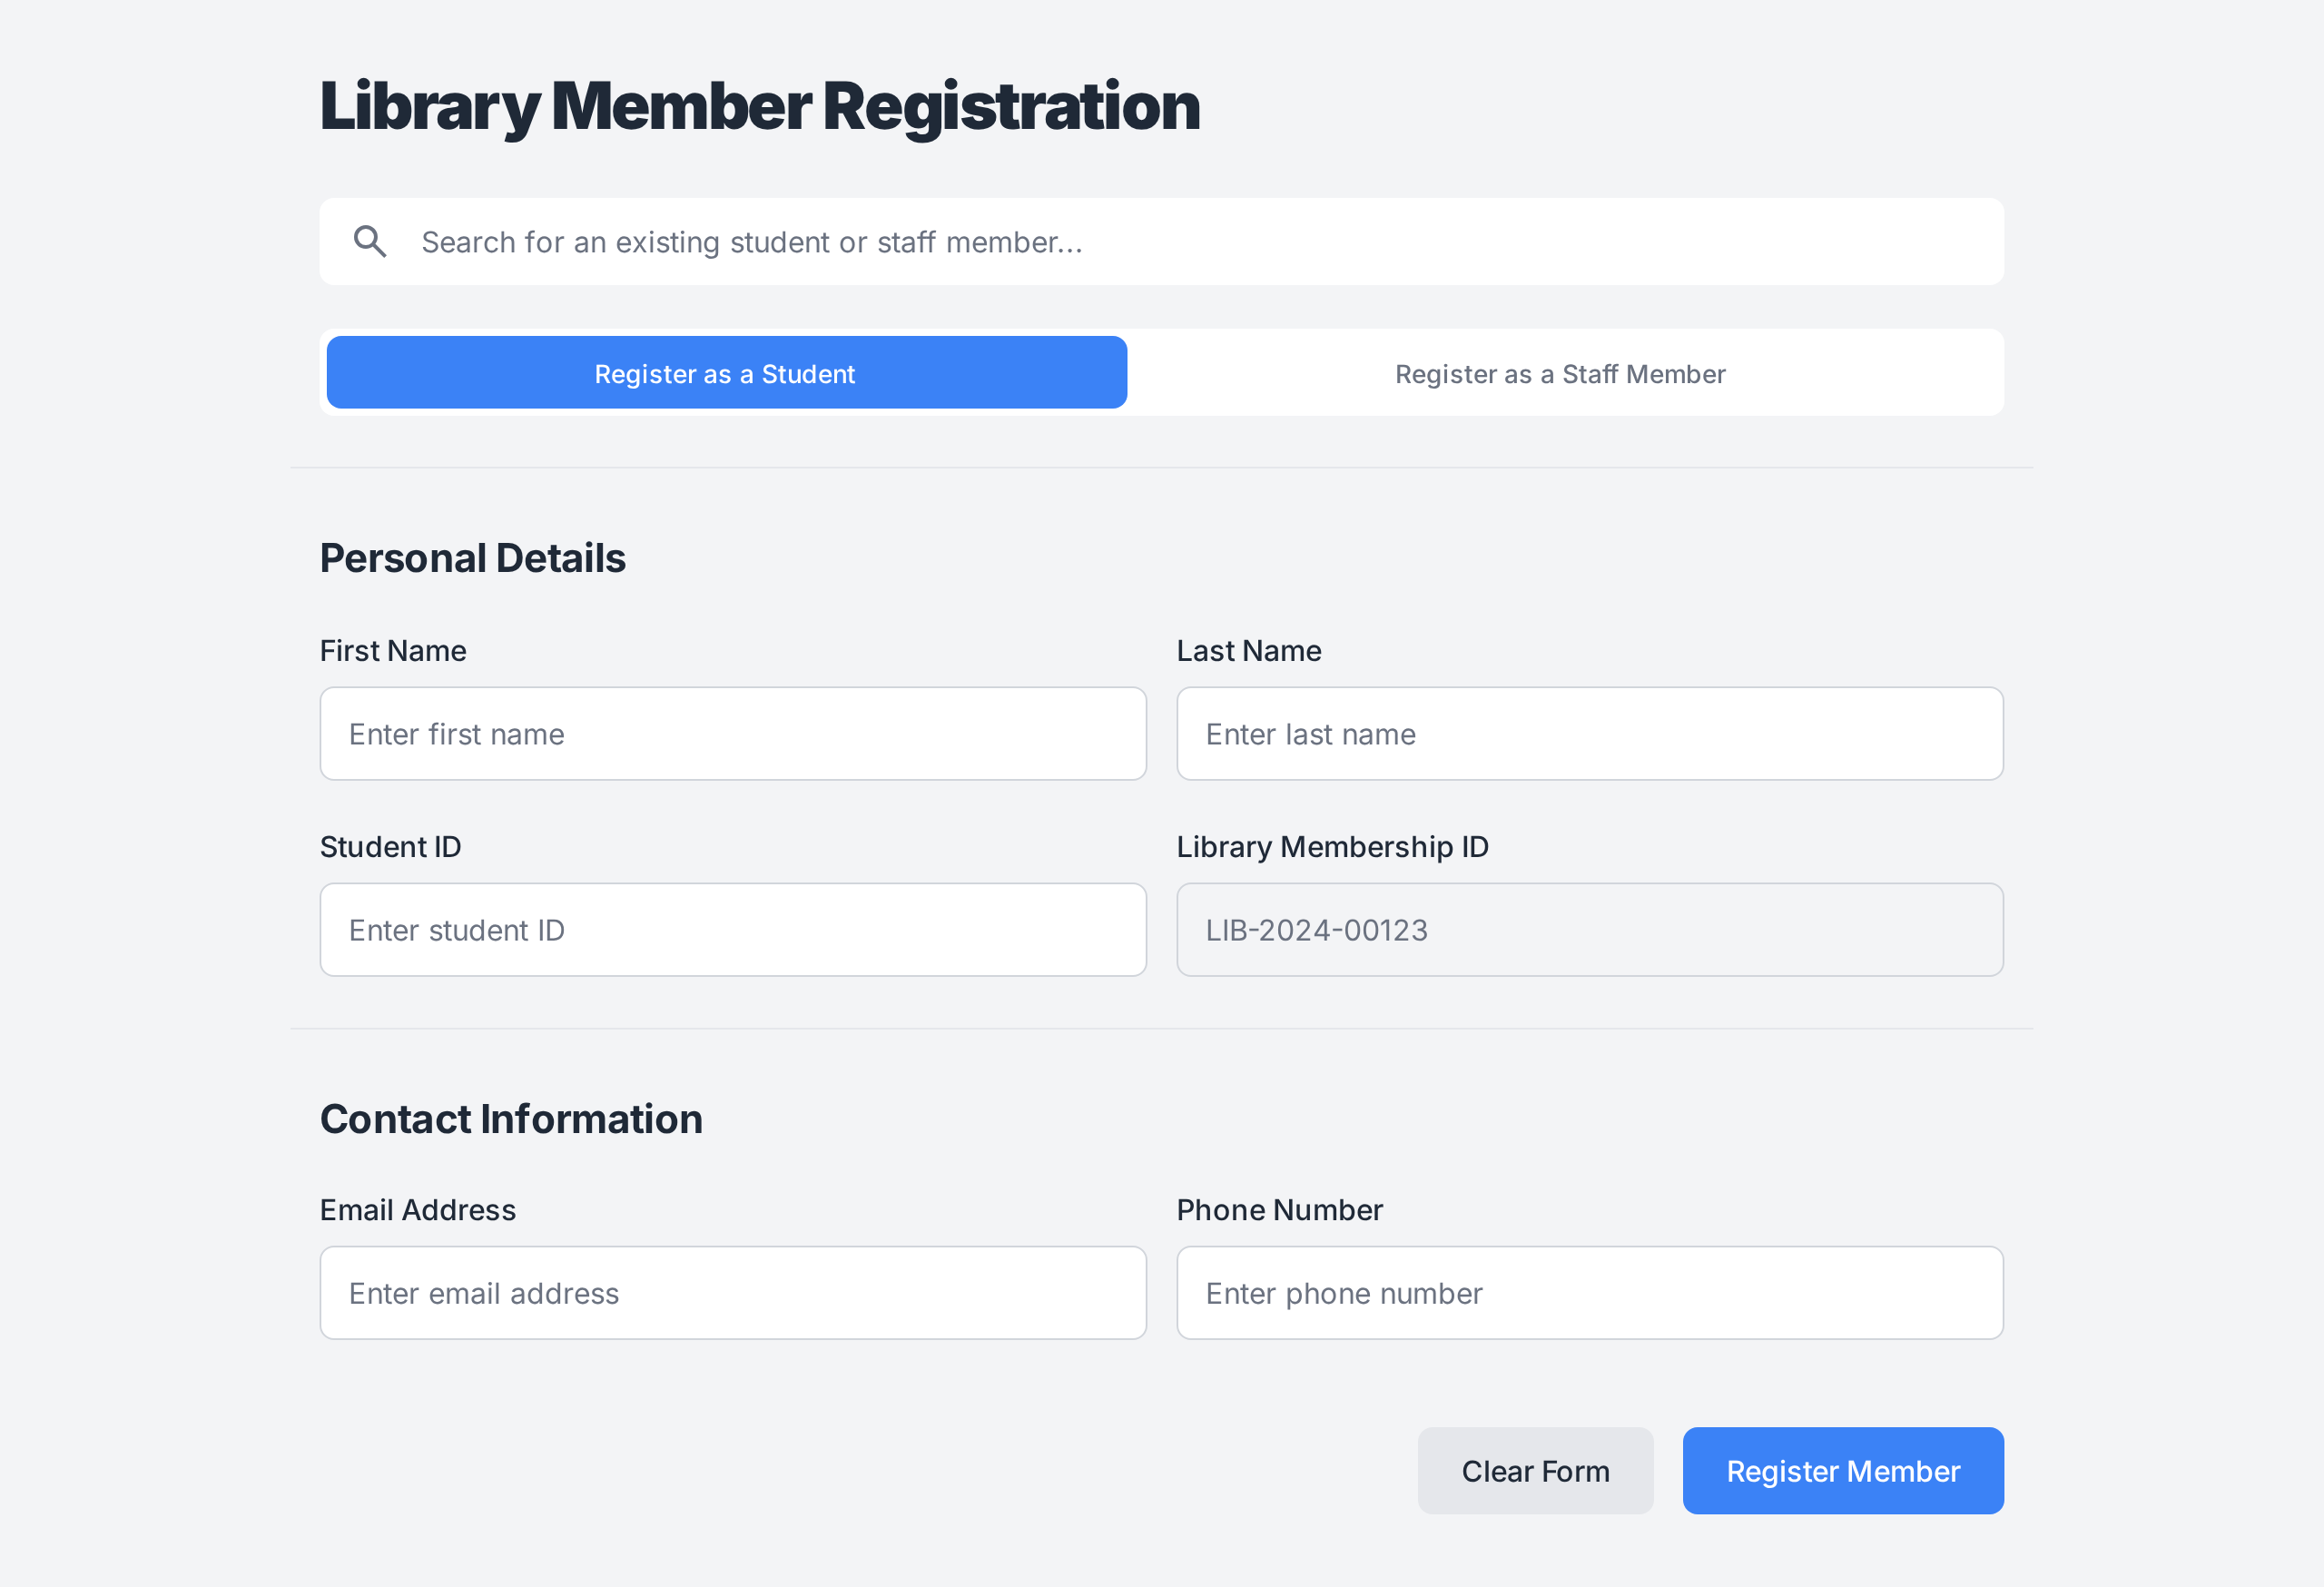 Library Member Registration
Search for an existing student or staff member...
Register as a Student
Register as a Staff Member
Personal Details
First Name
Last Name
Enter first name
Enter last name
Student ID
Library Membership ID
Enter student ID
LIB-2024-00123
Contact Information
Email Address
Phone Number
Enter email address
Enter phone number
Clear Form
Register Member